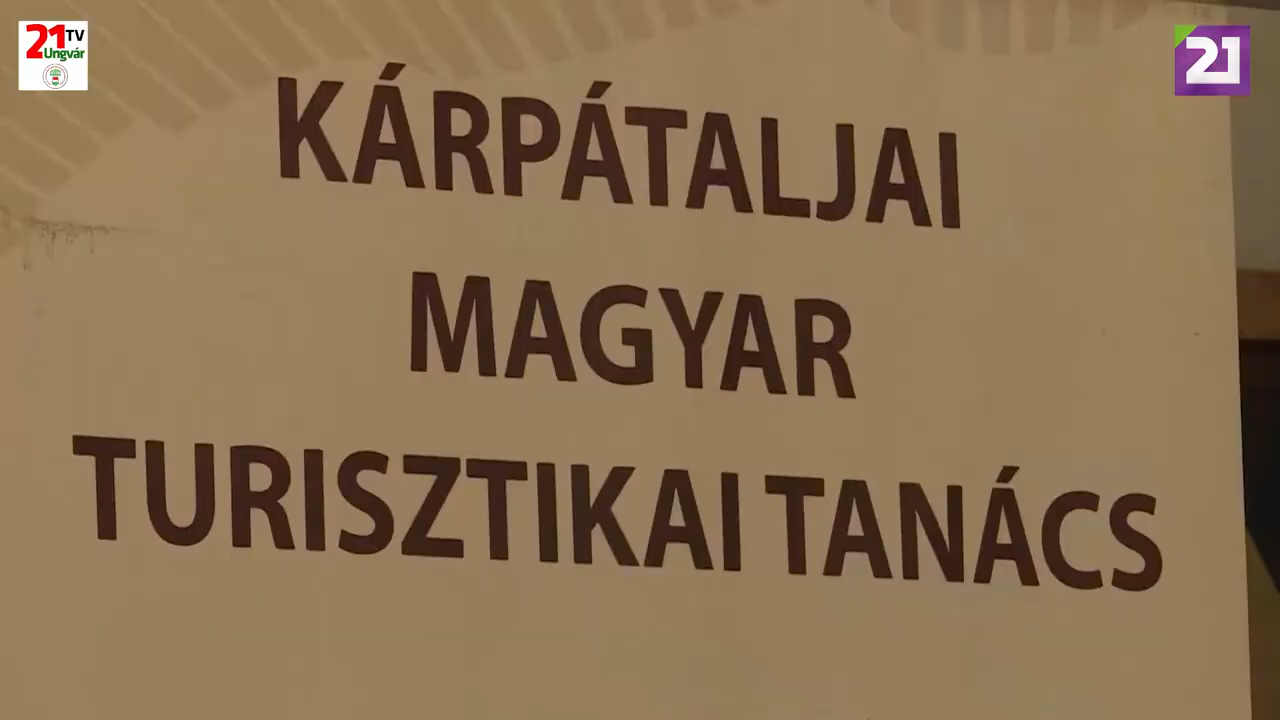 21 TV
Ungvár
21
KÁRPÁTALJAI
MAGYAR
TURISZTIKAI TANÁCS